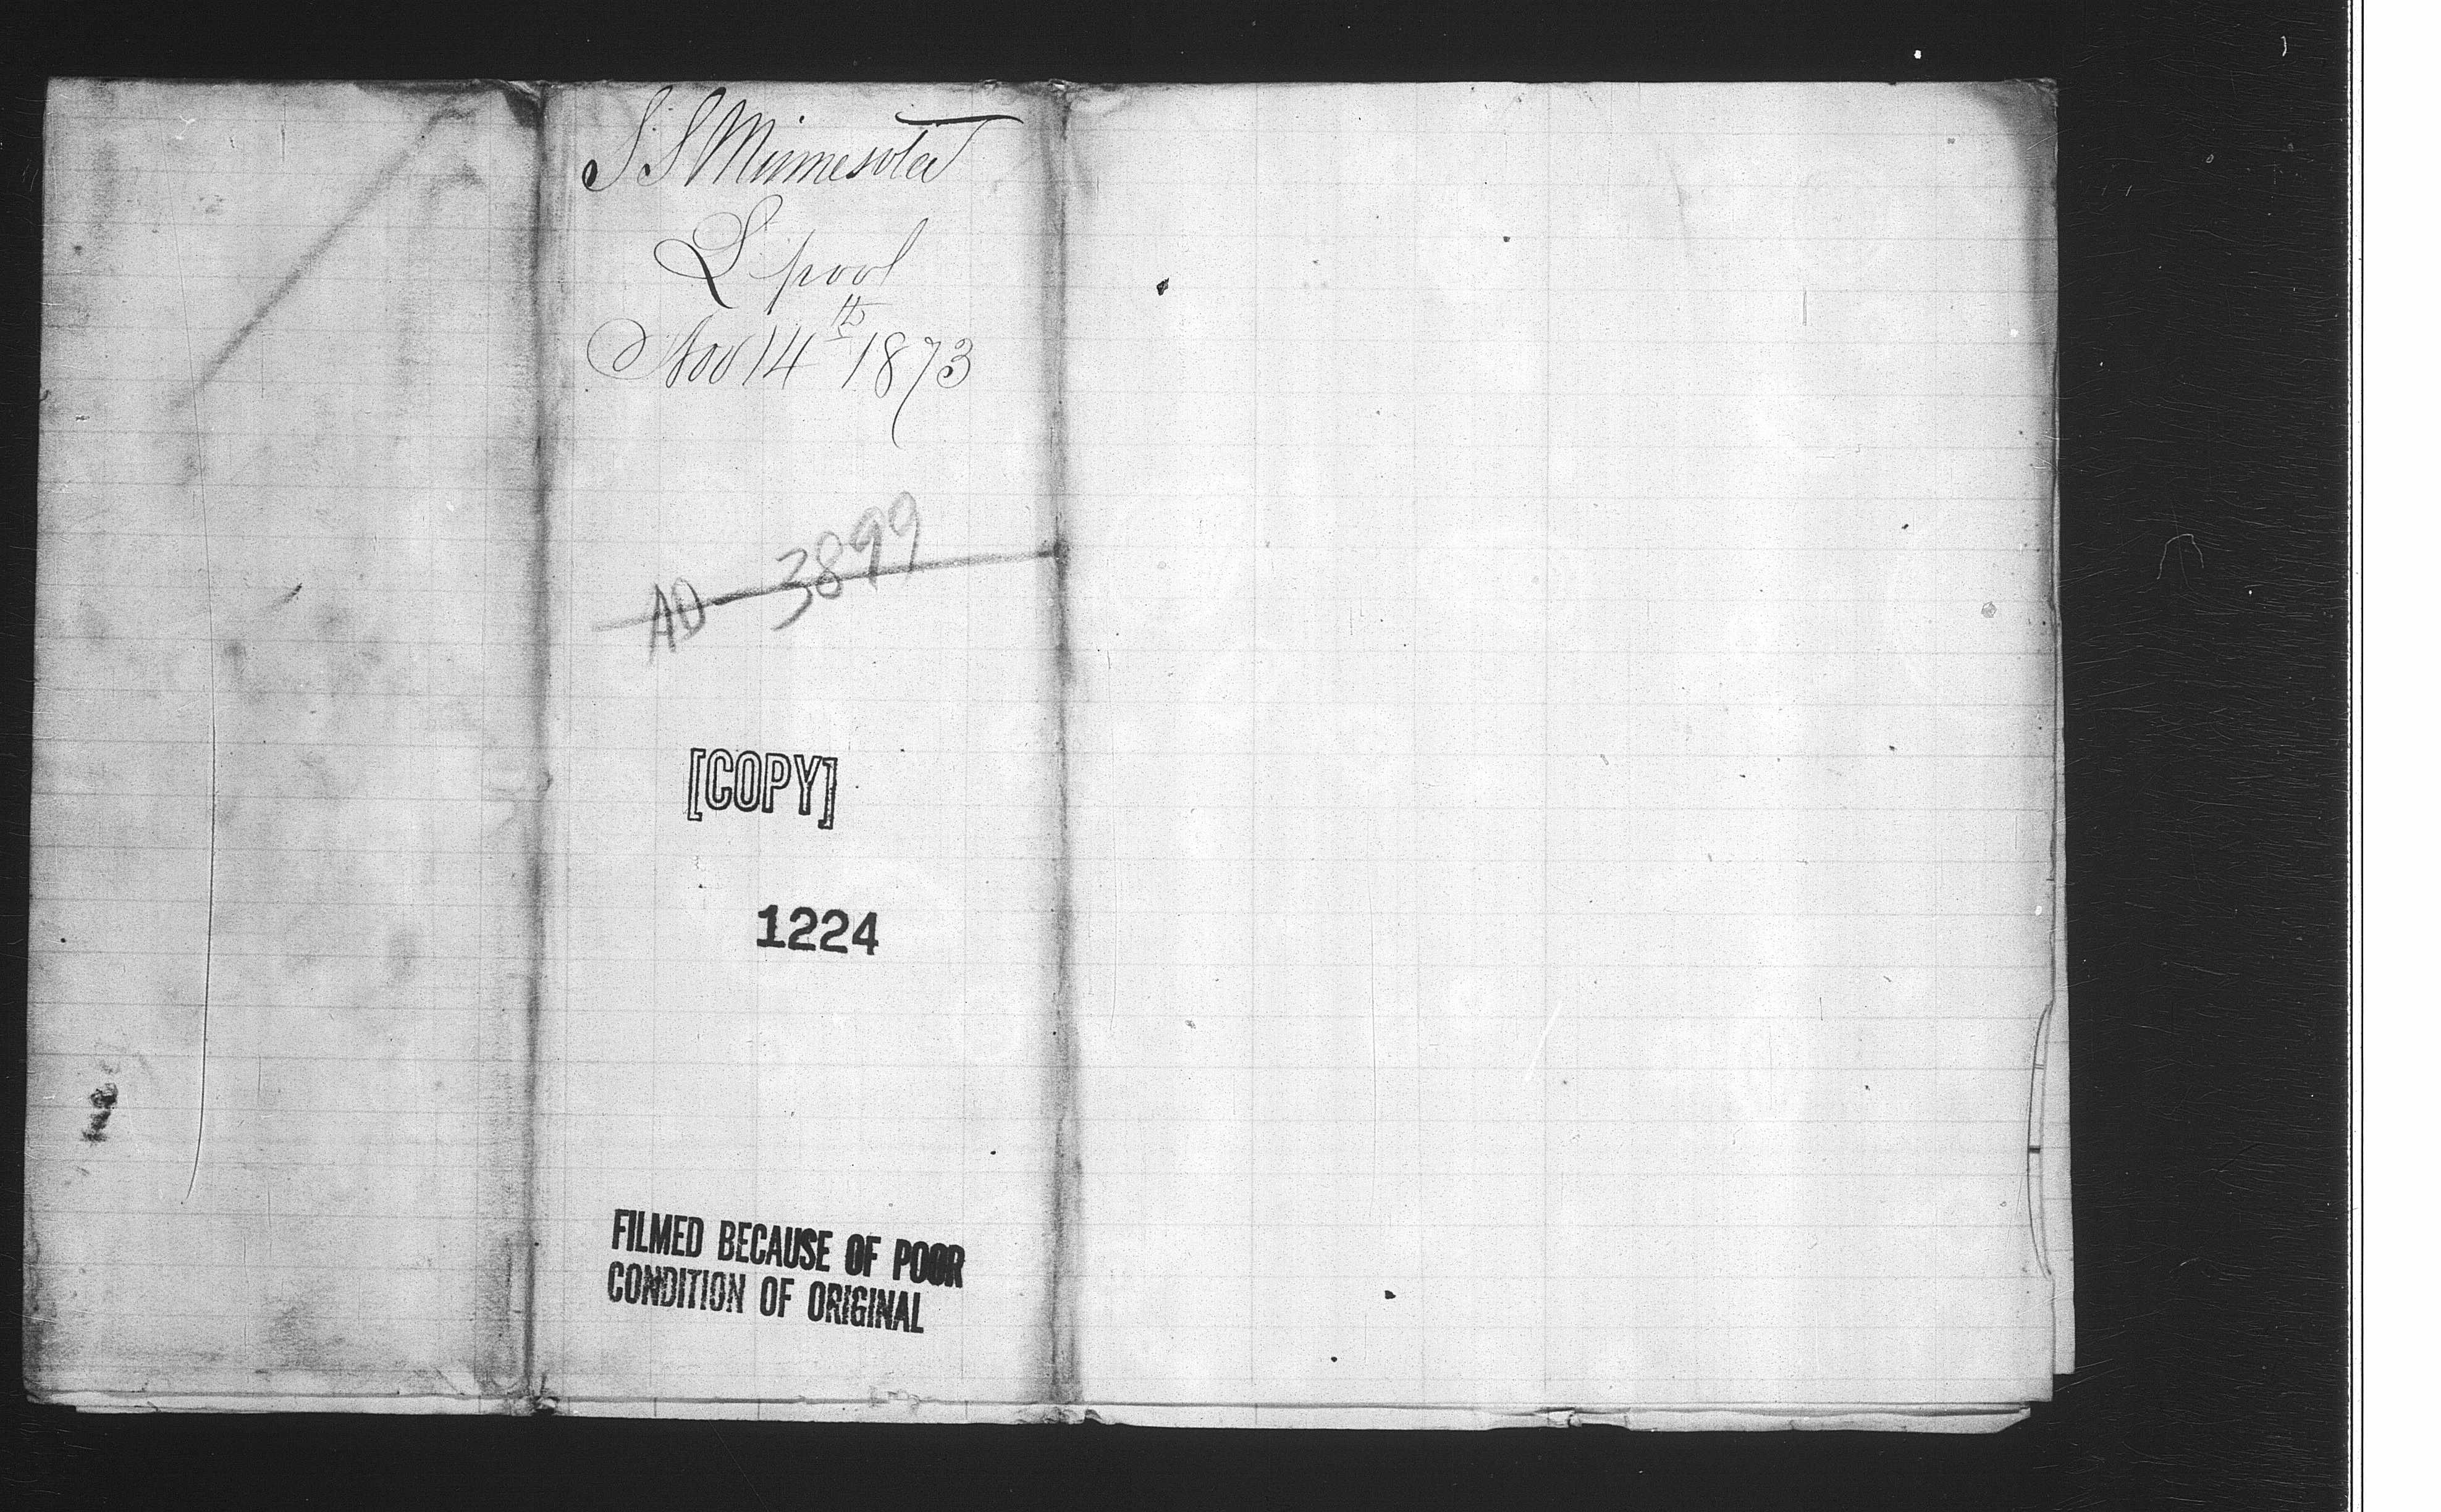 S S Minnesota
L'pool
Nov 14th 1873
AD-3899
[COPY]
1224
FILMED BECAUSE OF POOR
CONDITION OF ORIGINAL